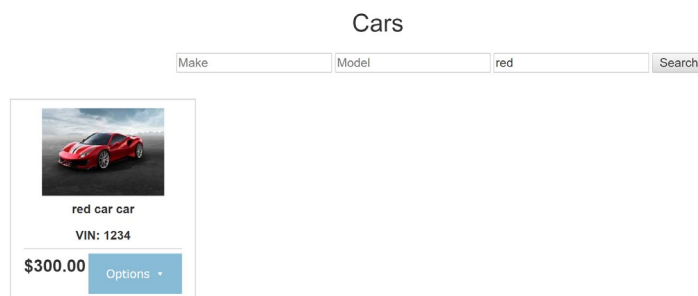 Cars
Make Model red Search
red car car
VIN: 1234
$300.00 Options